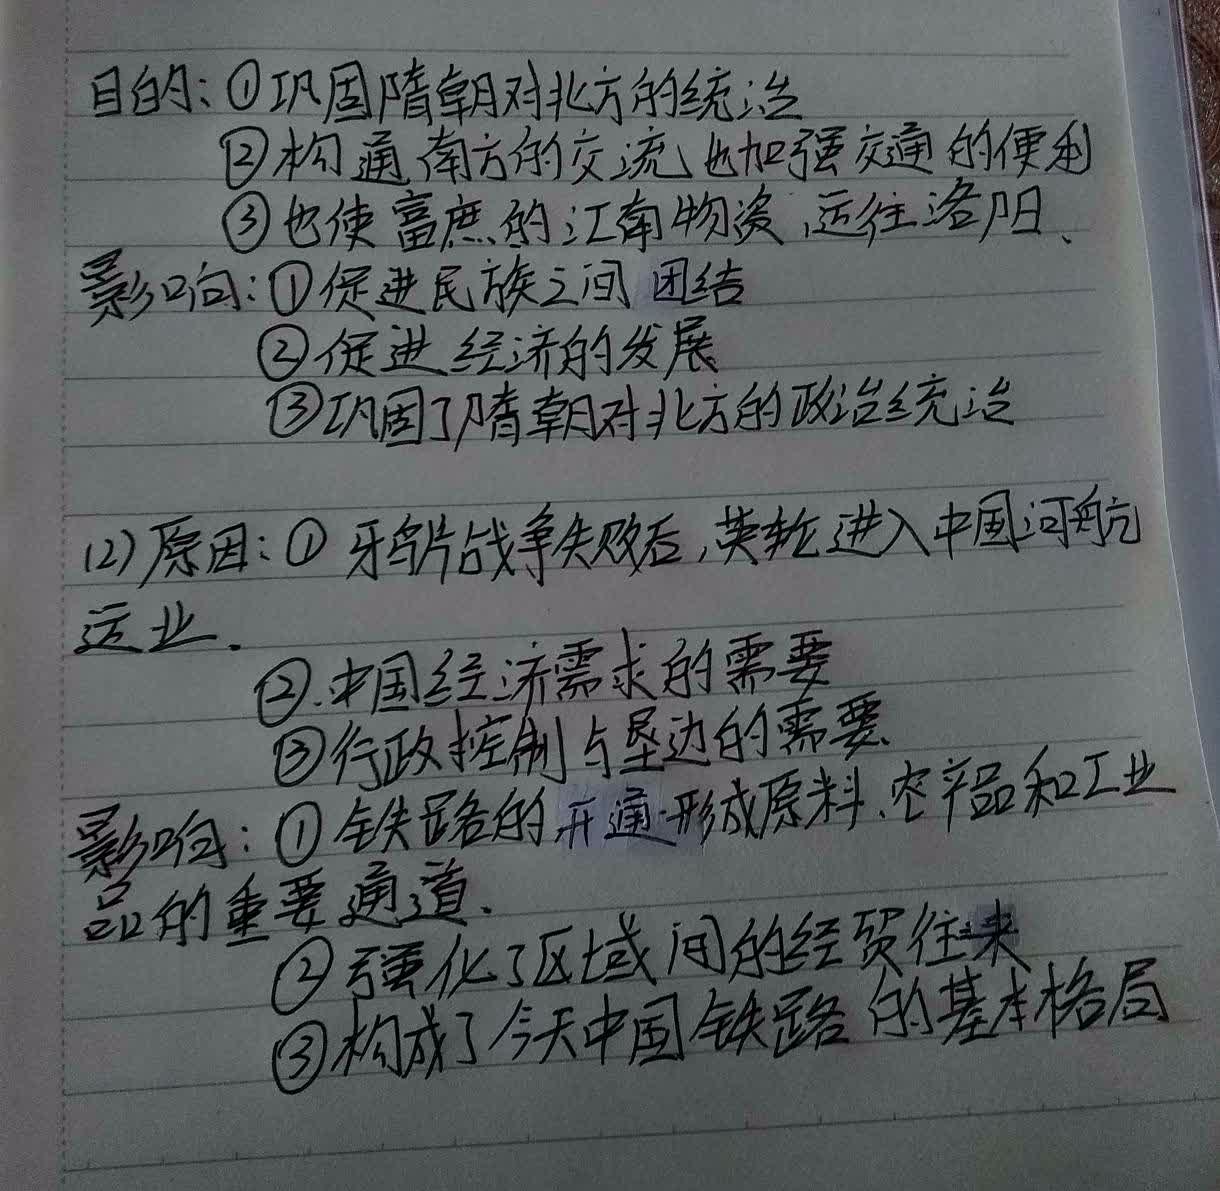 目的:①巩固隋朝对北方的统治
②构通南方的交流,也加强交通的便利
③也使富庶的江南物资,运往洛阳、
影响:①促进民族之间团结
②促进经济的发展
③巩固了隋朝对北方的政治统治
(2)原因:①牙鸟片战争失败后,英轮进入中国河航
运业.
②.中国经济需求的需要
③行政控制与垦边的需要.
影响:①铁路的开通形成原料、农产品和工业
品的重要通道.
②强化了区域间的经贸往来
③构成了今天中国铁路的基本格局